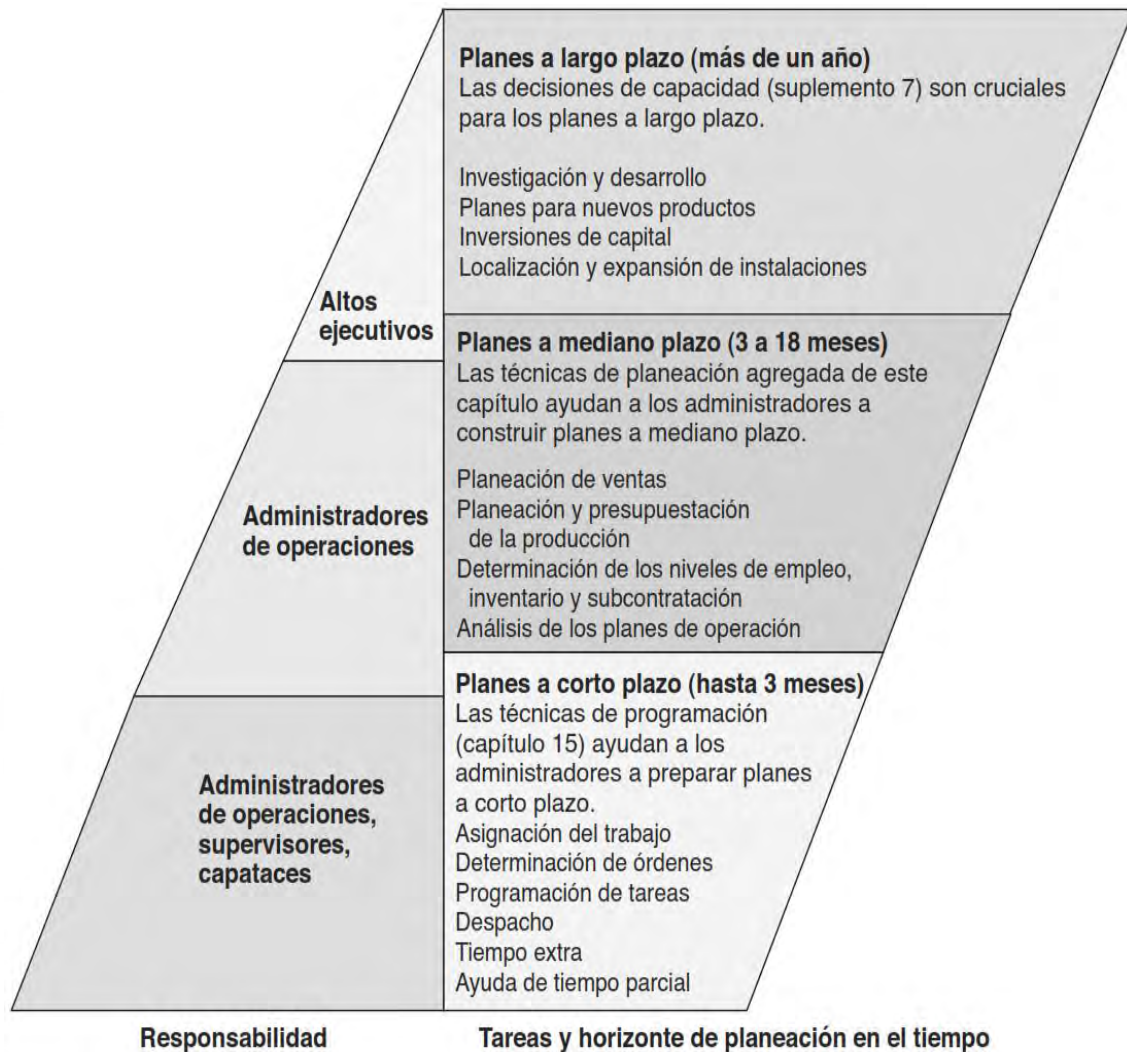 Planes a largo plazo (más de un año)
Las decisiones de capacidad (suplemento 7) son cruciales
para los planes a largo plazo.
Investigación y desarrollo
Planes para nuevos productos
Inversiones de capital
Localización y expansión de instalaciones
Altos
ejecutivos
Planes a mediano plazo (3 a 18 meses)
Las técnicas de planeación agregada de este
capítulo ayudan a los administradores a
construir planes a mediano plazo.
Planeación de ventas
Planeación y presupuestación
de la producción
Determinación de los niveles de empleo,
inventario y subcontratación
Análisis de los planes de operación
Administradores
de operaciones
Planes a corto plazo (hasta 3 meses)
Las técnicas de programación
(capítulo 15) ayudan a los
administradores a preparar planes
a corto plazo.
Asignación del trabajo
Determinación de órdenes
Programación de tareas
Despacho
Tiempo extra
Ayuda de tiempo parcial
Administradores
de operaciones,
supervisores,
capataces
Responsabilidad
Tareas y horizonte de planeación en el tiempo